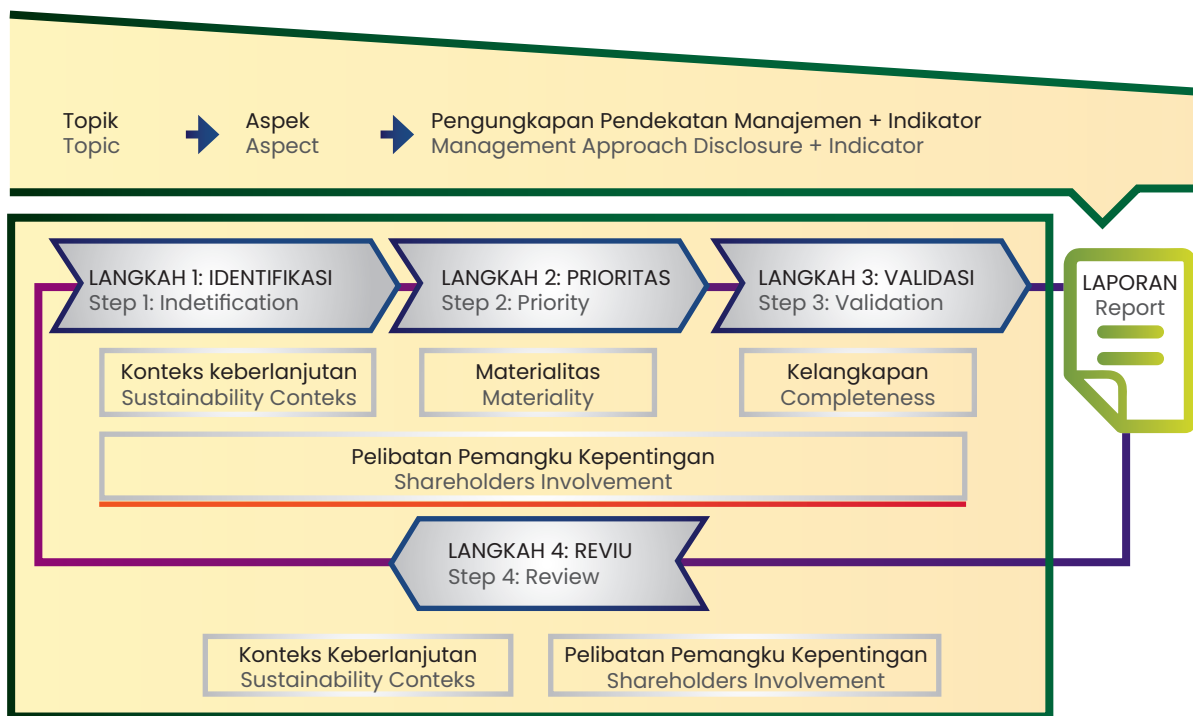 Topik
Topic
Aspek
Aspect
Pengungkapan Pendekatan Manajemen + Indikator
Management Approach Disclosure + Indicator
LANGKAH 1: IDENTIFIKASI
Step 1: Indetification
LANGKAH 2: PRIORITAS
Step 2: Priority
LANGKAH 3: VALIDASI
Step 3: Validation
LAPORAN
Report
Konteks keberlanjutan
Sustainability Conteks
Materialitas
Materiality
Kelangkapan
Completeness
Pelibatan Pemangku Kepentingan
Shareholders Involvement
LANGKAH 4: REVIU
Step 4: Review
Konteks Keberlanjutan
Sustainability Conteks
Pelibatan Pemangku Kepentingan
Shareholders Involvement